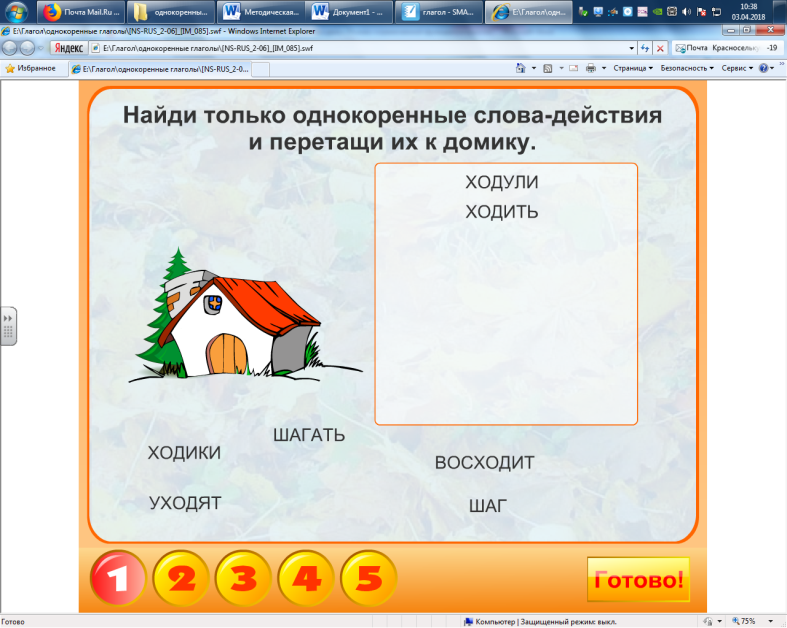 Почта Mail.Ru ...
однокоренны...
Методическая...
Документ1 - ...
глагол - SMA...
E:\Глагол\одн...
10:38
03.04.2018
E:\Глагол\однокоренные глаголы\[NS-RUS_2-06]_[IM_085].swf - Windows Internet Explorer
Яндекс
E:\Глагол\однокоренные глаголы\[NS-RUS_2-06]_[IM_085].swf
Почта Красносельку -19
Избранное
E:\Глагол\однокоренные глаголы\[NS-RUS_2-0...
Страница
Безопасность
Сервис
Найди только однокоренные слова-действия
и перетащи их к домику.
ХОДУЛИ
ХОДИТЬ
ШАГАТЬ
ХОДИКИ
ВОСХОДИТ
УХОДЯТ
ШАГ
1 2 3 4 5
Готово!
Готово
Компьютер | Защищенный режим: выкл.
75%